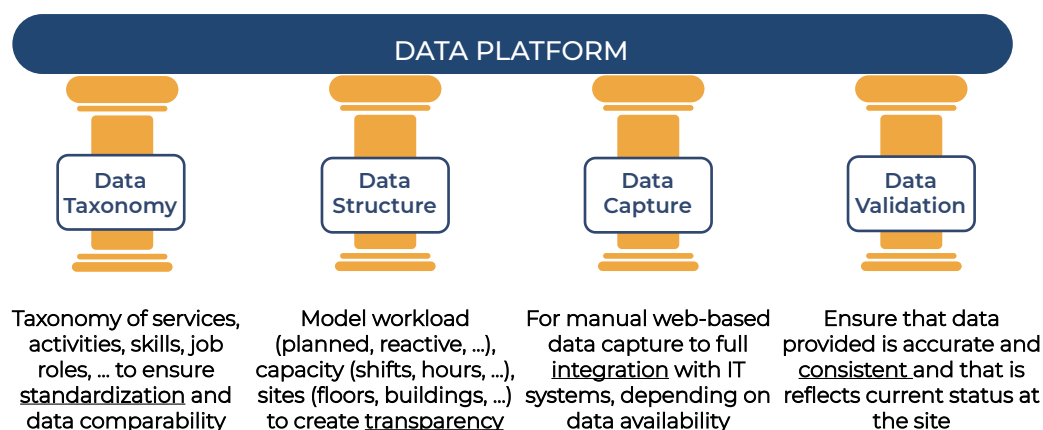 DATA PLATFORM
Data
Taxonomy
Data
Structure
Data
Capture
Data
Validation
Taxonomy of services,
activities, skills, job
roles, ... to ensure
standardization and
data comparability
Model workload
(planned, reactive, ...),
capacity (shifts, hours, ...),
sites (floors, buildings, ...)
to create transparency
For manual web-based
data capture to full
integration with IT
systems, depending on
data availability
Ensure that data
provided is accurate and
consistent and that is
reflects current status at
the site